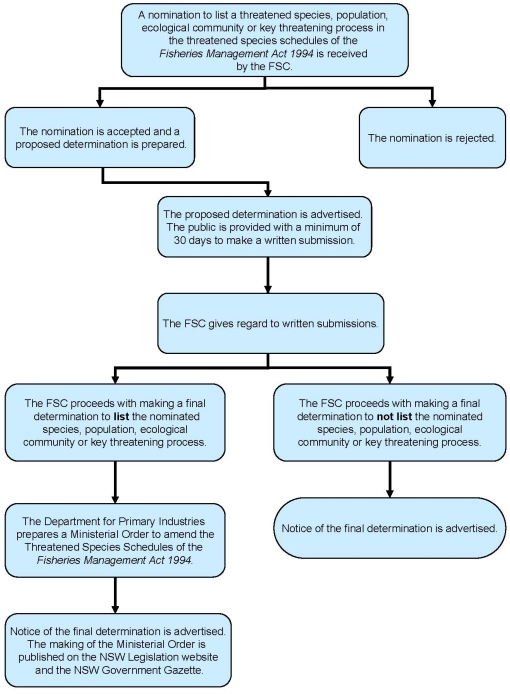 A nomination to list a threatened species, population,
ecological community or key threatening process in
the threatened species schedules of the
Fisheries Management Act 1994 is received
by the FSC.
The nomination is accepted and a
proposed determination is prepared.
The nomination is rejected.
The proposed determination is advertised.
The public is provided with a minimum of
30 days to make a written submission.
The FSC gives regard to written submissions.
The FSC proceeds with making a final
determination to list the nominated
species, population, ecological
community or key threatening process.
The FSC proceeds with making a final
determination to not list the nominated
species, population, ecological
community or key threatening process.
The Department for Primary Industries
prepares a Ministerial Order to amend the
Threatened Species Schedules of the
Fisheries Management Act 1994.
Notice of the final determination is advertised.
Notice of the final determination is advertised.
The making of the Ministerial Order is
published on the NSW Legislation website
and the NSW Government Gazette.